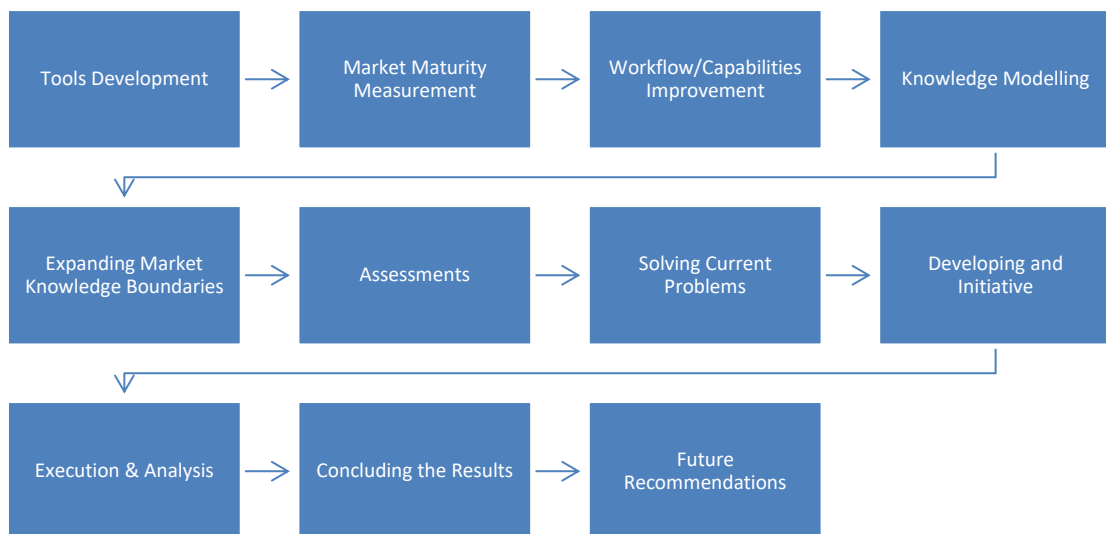 Tools Development
Market Maturity
Measurement
Workflow/Capabilities
Improvement
Knowledge Modelling
Expanding Market
Knowledge Boundaries
Assessments
Solving Current
Problems
Developing and
Initiative
Execution & Analysis
Concluding the Results
Future
Recommendations